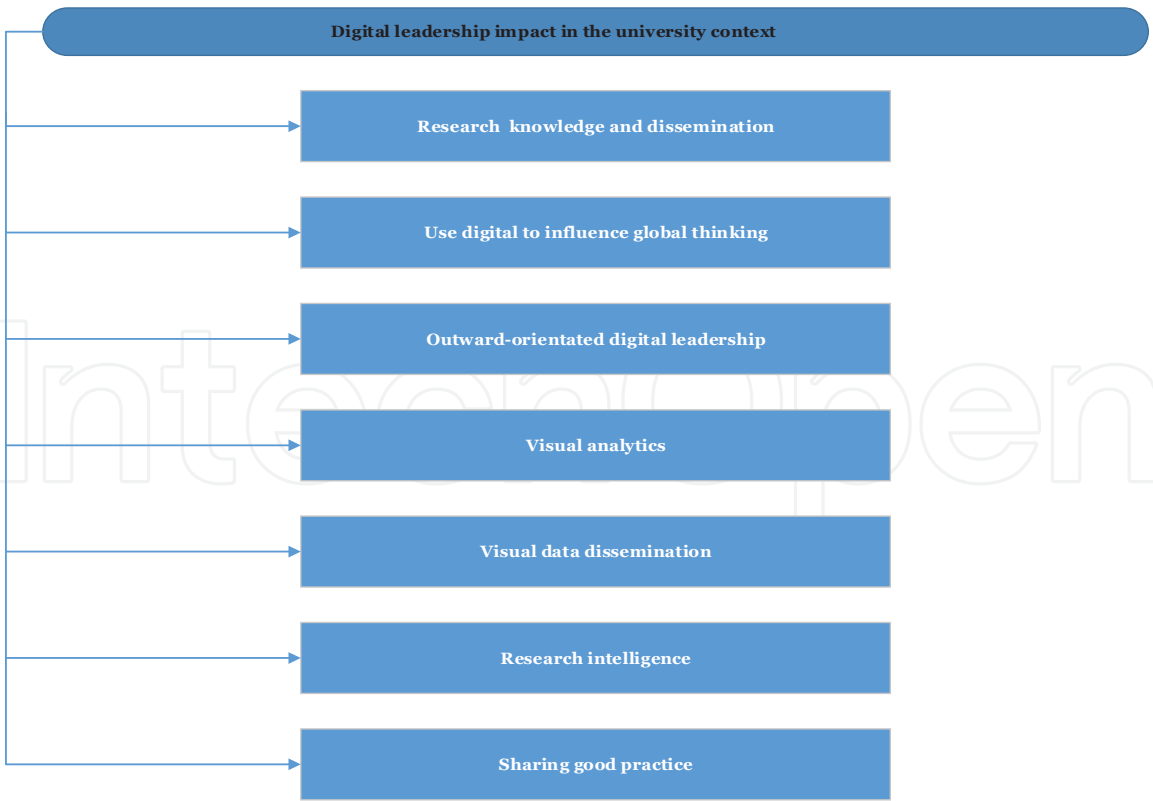 Digital leadership impact in the university context
Research knowledge and dissemination
Use digital to influence global thinking
Outward-orientated digital leadership
IntechOpen
Visual analytics
Visual data dissemination
Research intelligence
Sharing good practice